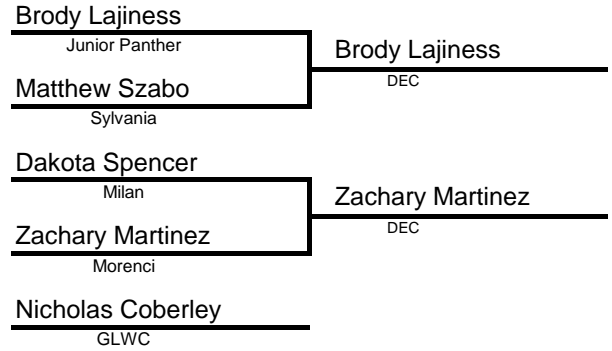 Brody Lajiness
Junior Panther
Brody Lajiness
DEC
Matthew Szabo
Sylvania
Dakota Spencer
Milan
Zachary Martinez
DEC
Zachary Martinez
Morenci
Nicholas Coberley
GLWC